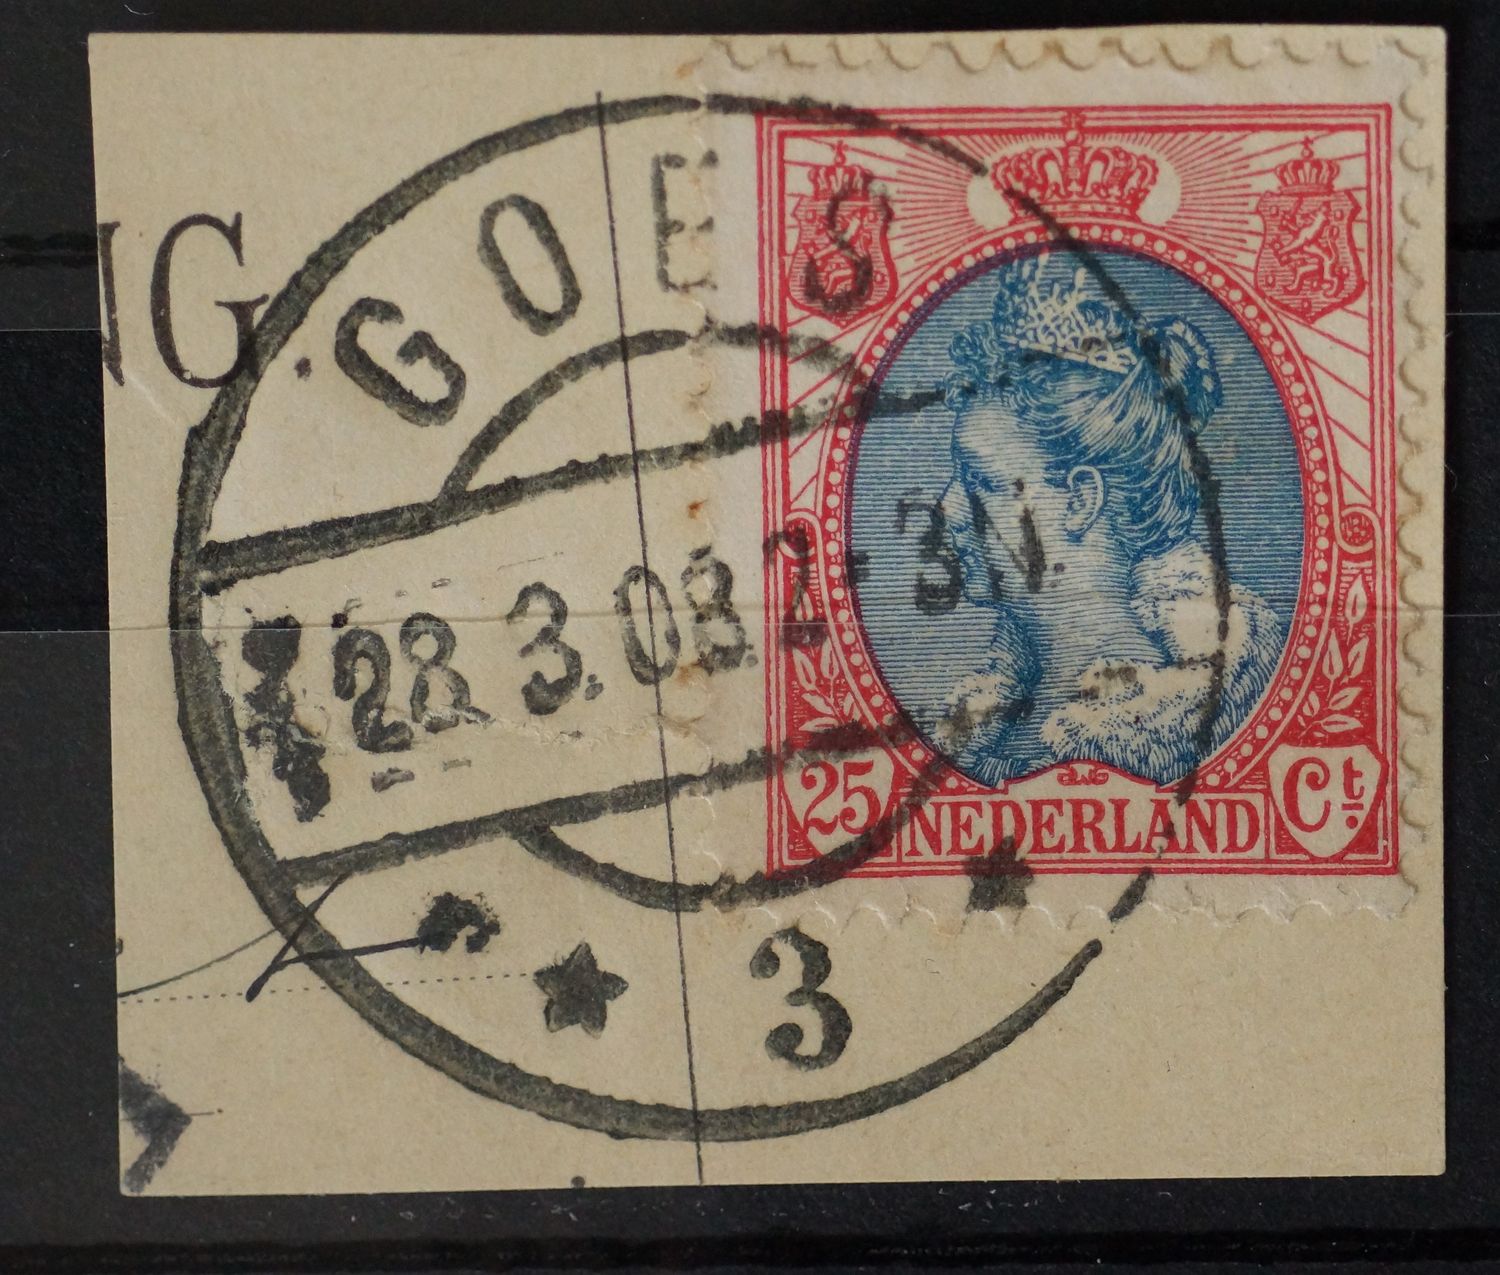 NG.
GOES
28.3.08.2-3N.
3
25 NEDERLAND Ct.